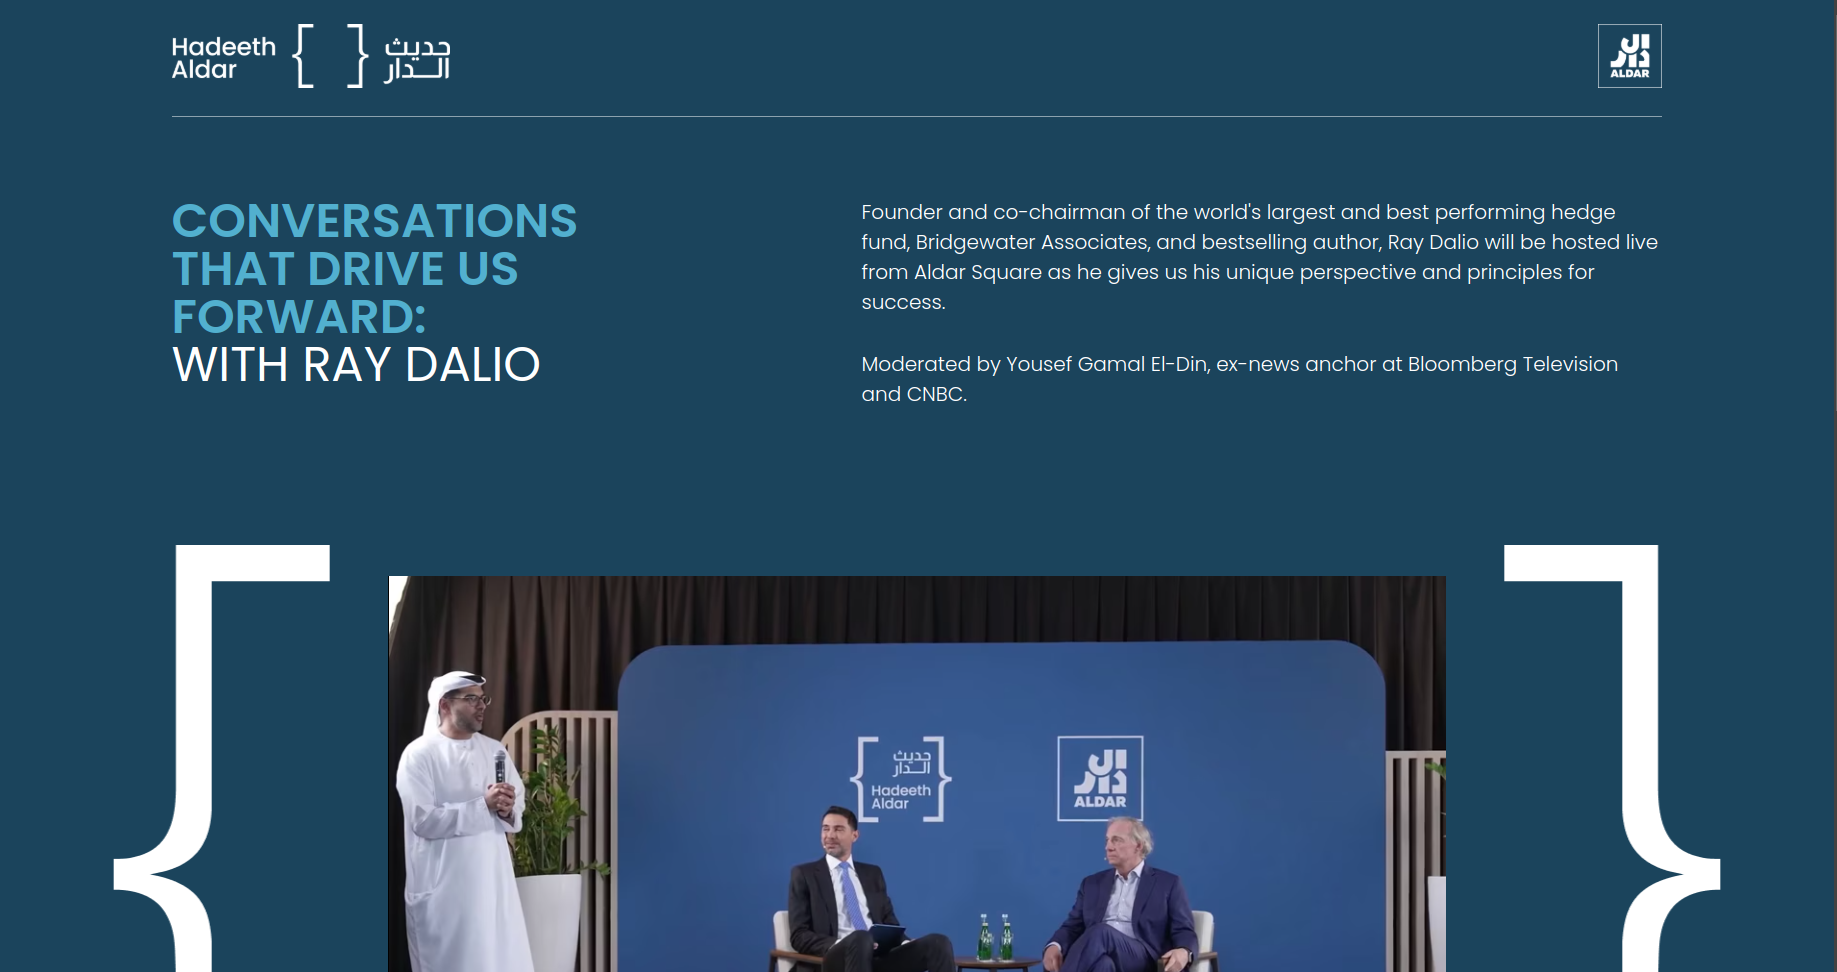 Hadeeth
Aldar
حديث
الــدار
الدار
ALDAR
CONVERSATIONS
THAT DRIVE US
FORWARD:
WITH RAY DALIO
Founder and co-chairman of the world's largest and best performing hedge
fund, Bridgewater Associates, and bestselling author, Ray Dalio will be hosted live
from Aldar Square as he gives us his unique perspective and principles for
success.
Moderated by Yousef Gamal El-Din, ex-news anchor at Bloomberg Television
and CNBC.
حديث
الــدار
Hadeeth
Aldar
الدار
ALDAR